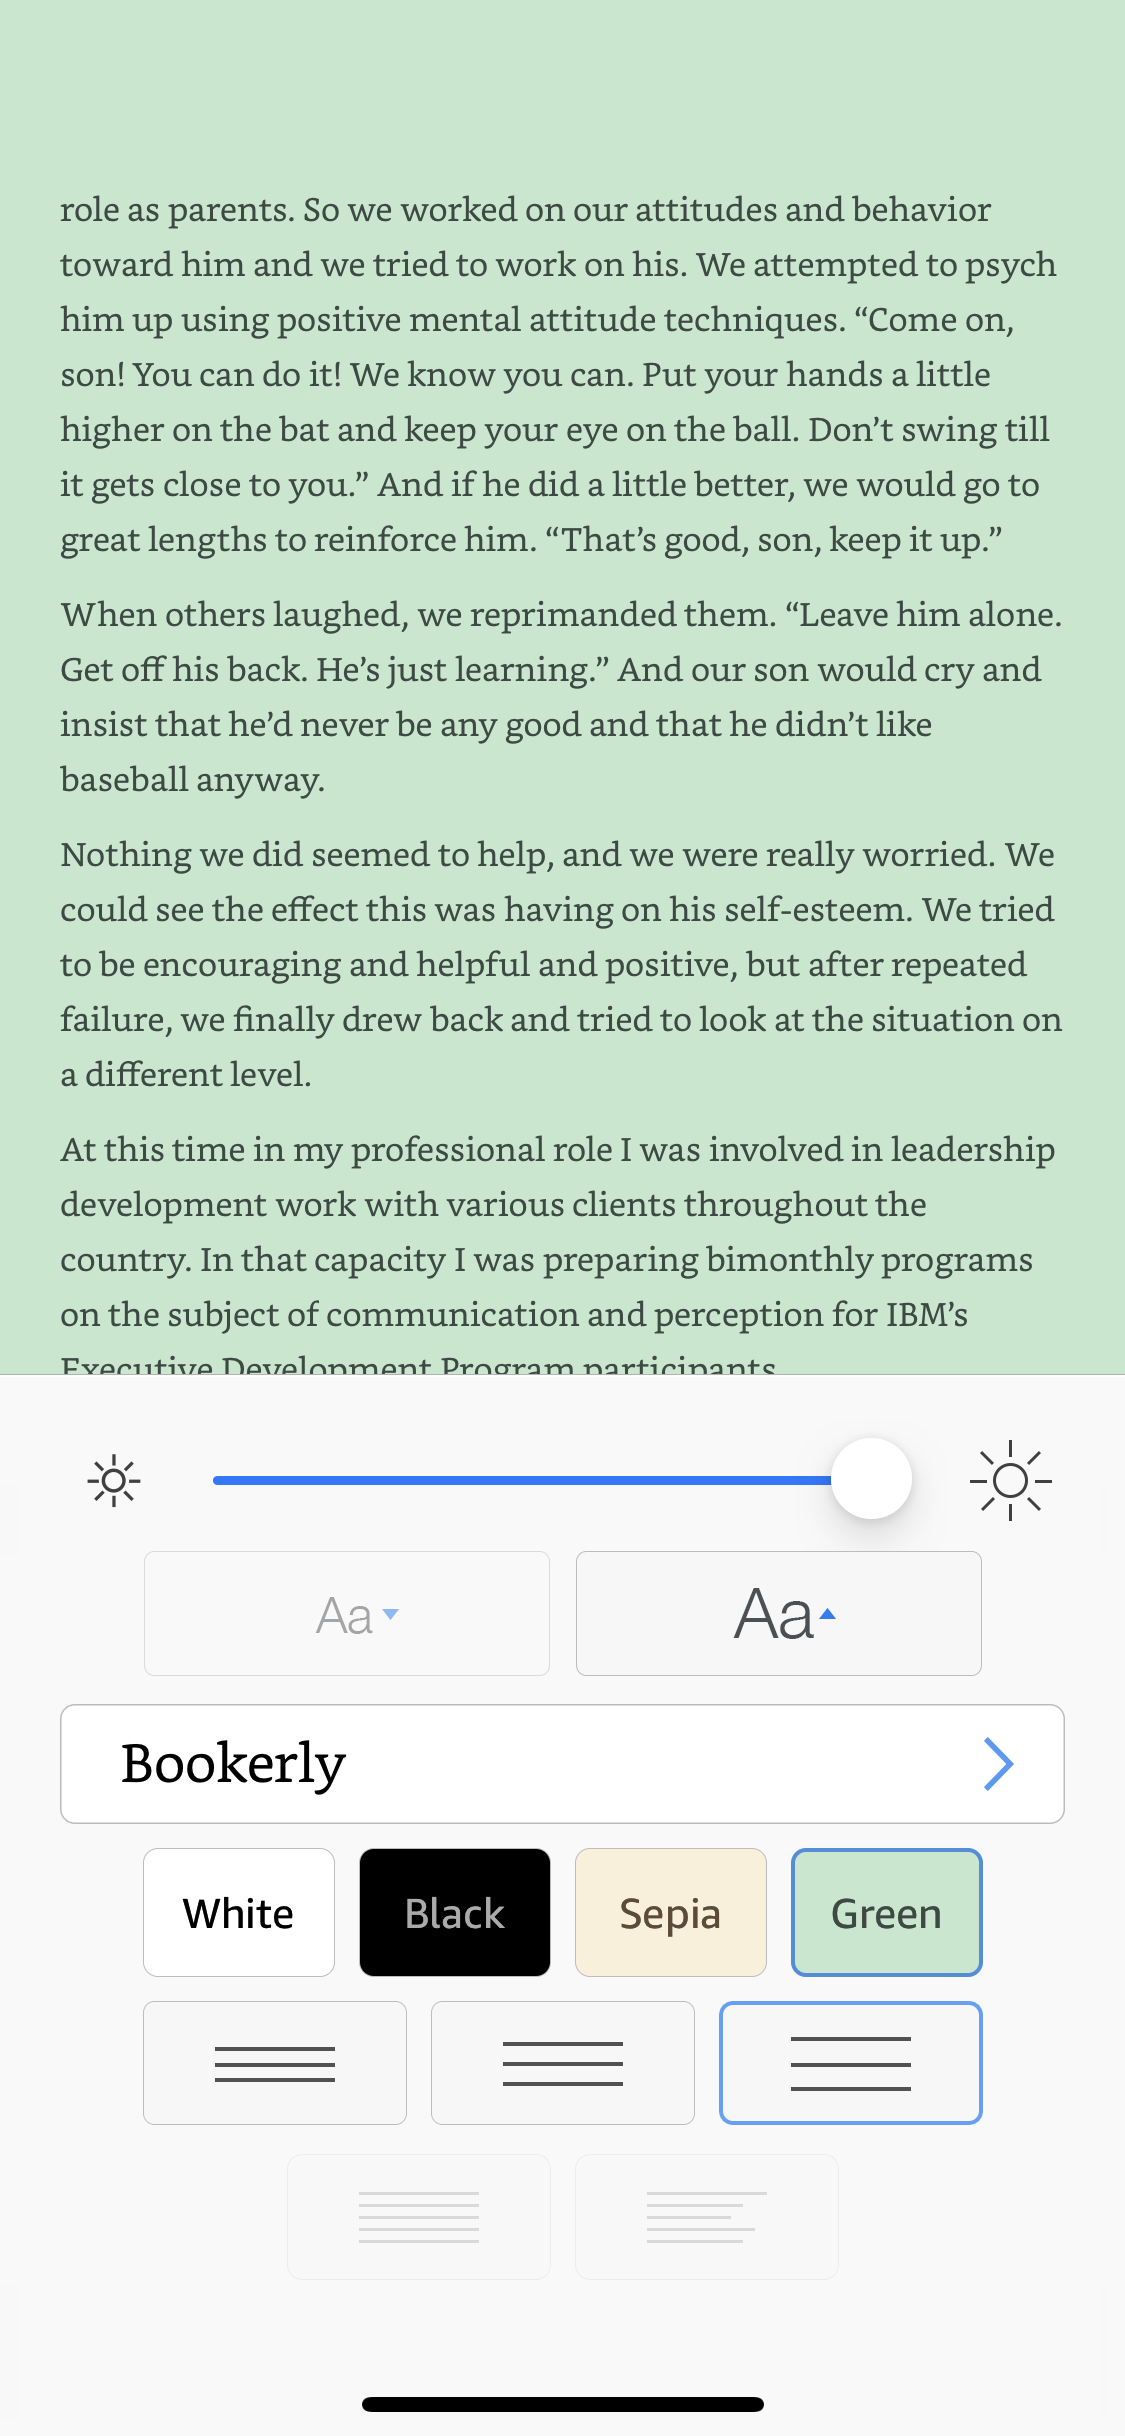 role as parents. So we worked on our attitudes and behavior
toward him and we tried to work on his. We attempted to psych
him up using positive mental attitude techniques. “Come on,
son! You can do it! We know you can. Put your hands a little
higher on the bat and keep your eye on the ball. Don’t swing till
it gets close to you.” And if he did a little better, we would go to
great lengths to reinforce him. “That’s good, son, keep it up.”
When others laughed, we reprimanded them. “Leave him alone.
Get off his back. He’s just learning.” And our son would cry and
insist that he’d never be any good and that he didn’t like
baseball anyway.
Nothing we did seemed to help, and we were really worried. We
could see the effect this was having on his self-esteem. We tried
to be encouraging and helpful and positive, but after repeated
failure, we finally drew back and tried to look at the situation on
a different level.
At this time in my professional role I was involved in leadership
development work with various clients throughout the
country. In that capacity I was preparing bimonthly programs
on the subject of communication and perception for IBM’s
Executive Development Program participants
Aa Aa
Bookerly
White Black Sepia Green